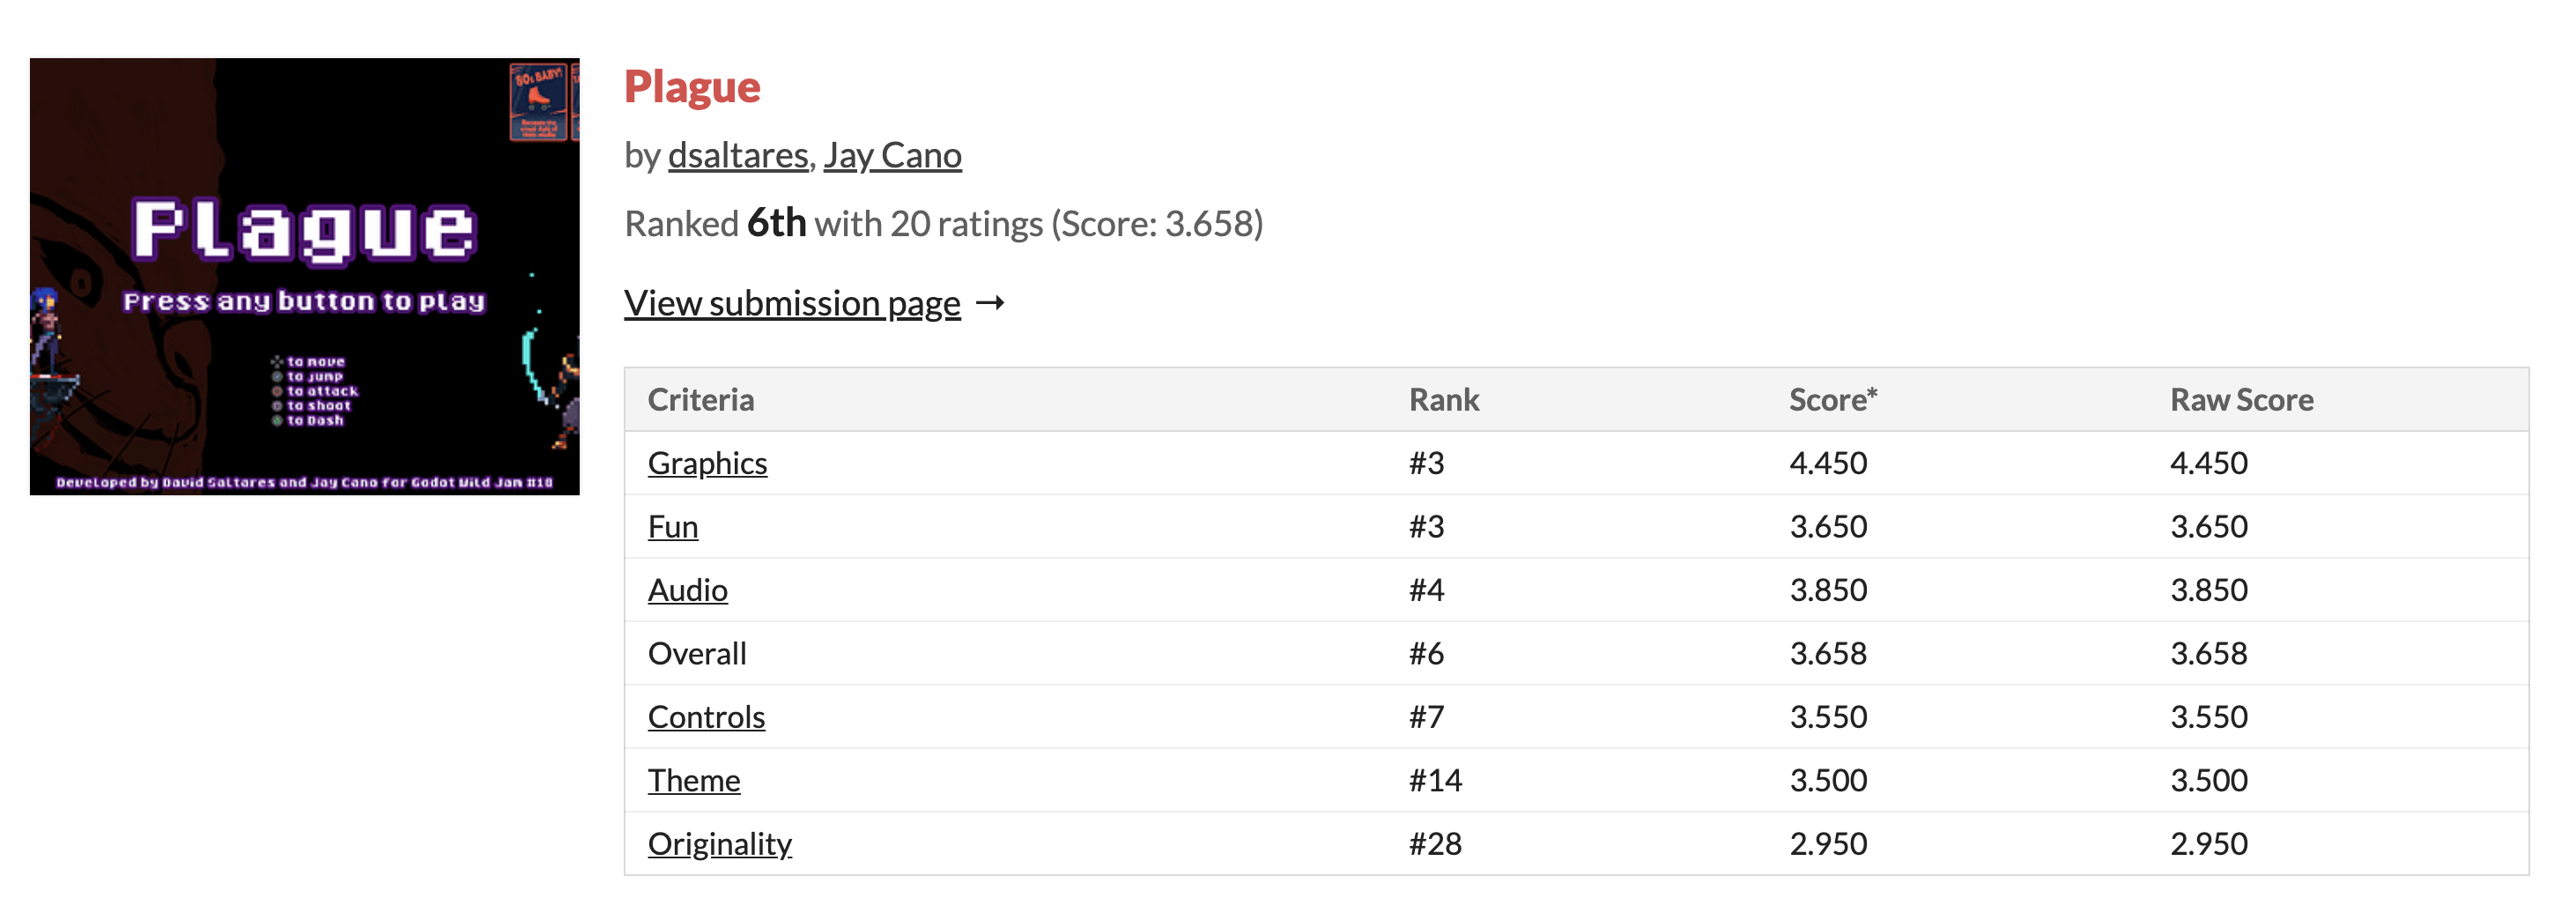 80s BABY!
Plague
Press any button to play
to move
to jump
to attack
to shoot
to Dash
Developed by David Saltares and Jay Cano for Godot Wild Jam #10
Plague
by dsaltares, Jay Cano
Ranked 6th with 20 ratings (Score: 3.658)
View submission page →
Criteria Rank Score* Raw Score
Graphics #3 4.450 4.450
Fun #3 3.650 3.650
Audio #4 3.850 3.850
Overall #6 3.658 3.658
Controls #7 3.550 3.550
Theme #14 3.500 3.500
Originality #28 2.950 2.950